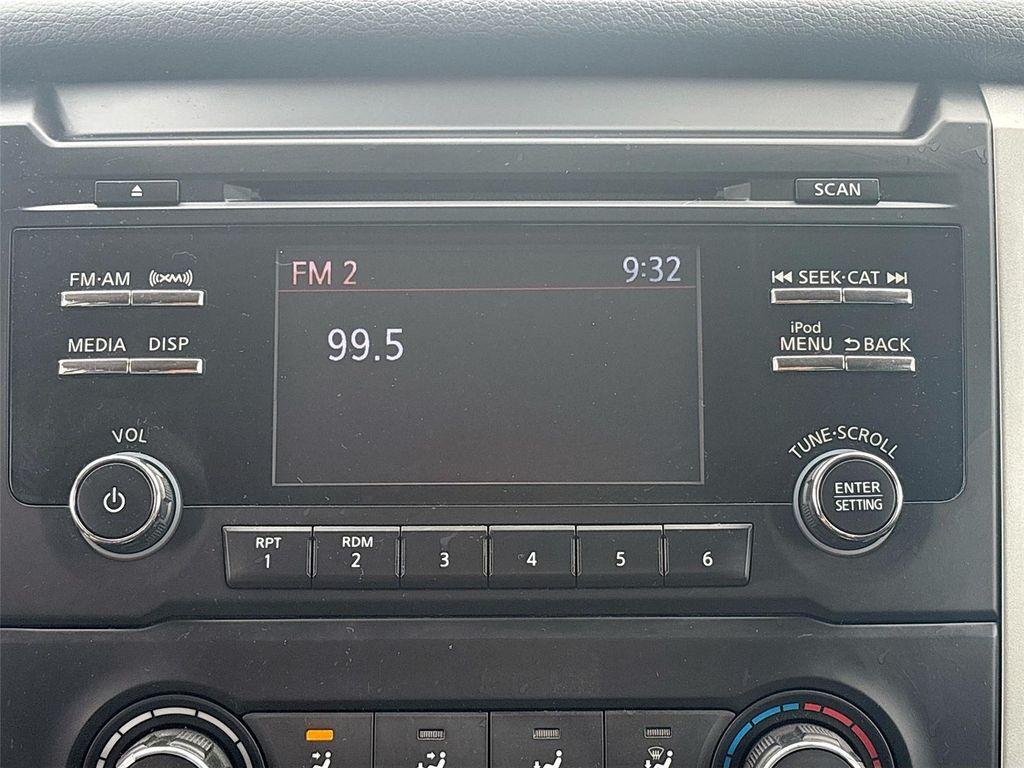 SCAN
FM·AM XM
SEEK·CAT
FM 2 9:32
99.5
MEDIA DISP
iPod
MENU BACK
VOL
TUNE·SCROLL
ENTER
SETTING
RPT
1
RDM
2
3
4
5
6